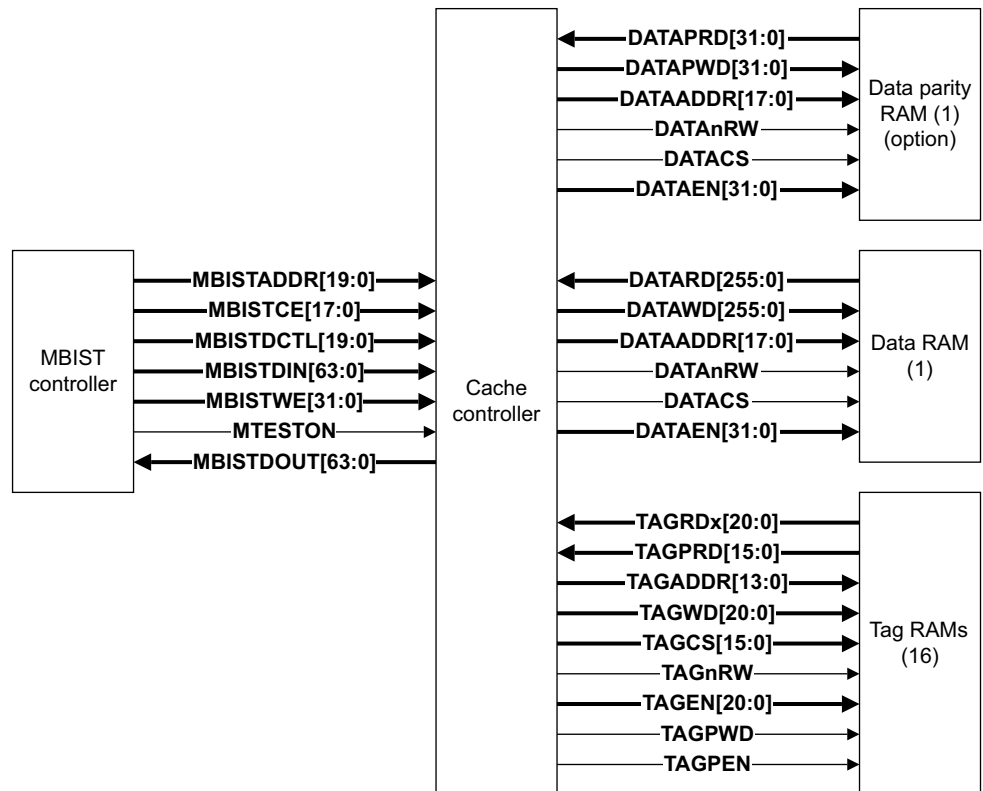 DATAPRD[31:0]
DATAPWD[31:0]
DATAADDR[17:0]
DATAnRW
DATACS
DATAEN[31:0]
Data parity
RAM (1)
(option)
MBIST
controller
MBISTADDR[19:0]
MBISTCE[17:0]
MBISTDCTL[19:0]
MBISTDIN[63:0]
MBISTWE[31:0]
MTESTON
MBISTDOUT[63:0]
Cache
controller
DATARD[255:0]
DATAWD[255:0]
DATAADDR[17:0]
DATAnRW
DATACS
DATAEN[31:0]
Data RAM
(1)
TAGRDx[20:0]
TAGPRD[15:0]
TAGADDR[13:0]
TAGWD[20:0]
TAGCS[15:0]
TAGnRW
TAGEN[20:0]
TAGPWD
TAGPEN
Tag RAMs
(16)